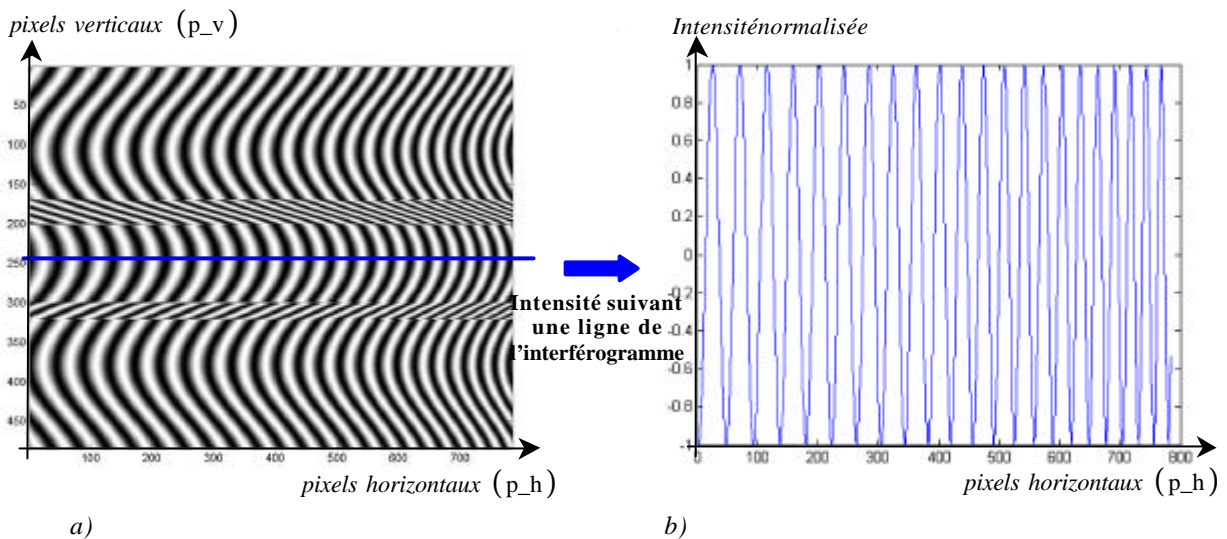 pixels verticaux (p_v)
50
100
150
200
250
300
350
400
450
100 200 300 400 500 600 700
pixels horizontaux (p_h)
a)
Intensité suivant
une ligne de
l'interférogramme
Intensiténormalisée
1
0.8
0.6
0.4
0.2
0
-0.2
-0.4
-0.6
-0.8
-1
0 100 200 300 400 500 600 700 800
pixels horizontaux (p_h)
b)